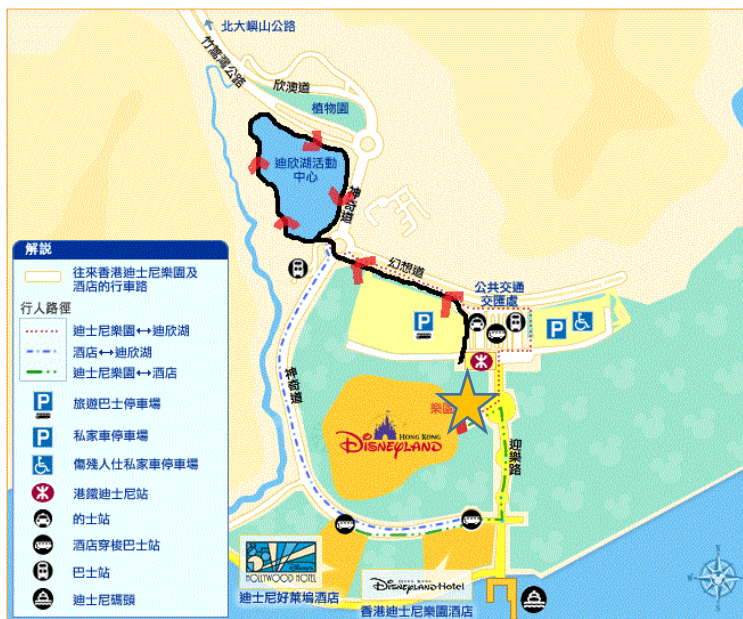 北大嶼山公路
竹篙灣公路
欣澳道
植物園
迪欣湖活動
中心
神奇道
幻想道
公共交通
交匯處
P
P
樂園
HONG KONG
DISNEYLAND
迎樂路
Disney's
HOLLYWOOD HOTEL
迪士尼好萊塢酒店
HONG KONG
Disneyland Hotel
香港迪士尼樂園酒店
解說
往來香港迪士尼樂園及
酒店的行車路
行人路徑
迪士尼樂園↔迪欣湖
酒店↔迪欣湖
迪士尼樂園↔酒店
P 旅遊巴士停車場
P 私家車停車場
傷殘人仕私家車停車場
港鐵迪士尼站
的士站
酒店穿梭巴士站
巴士站
迪士尼碼頭